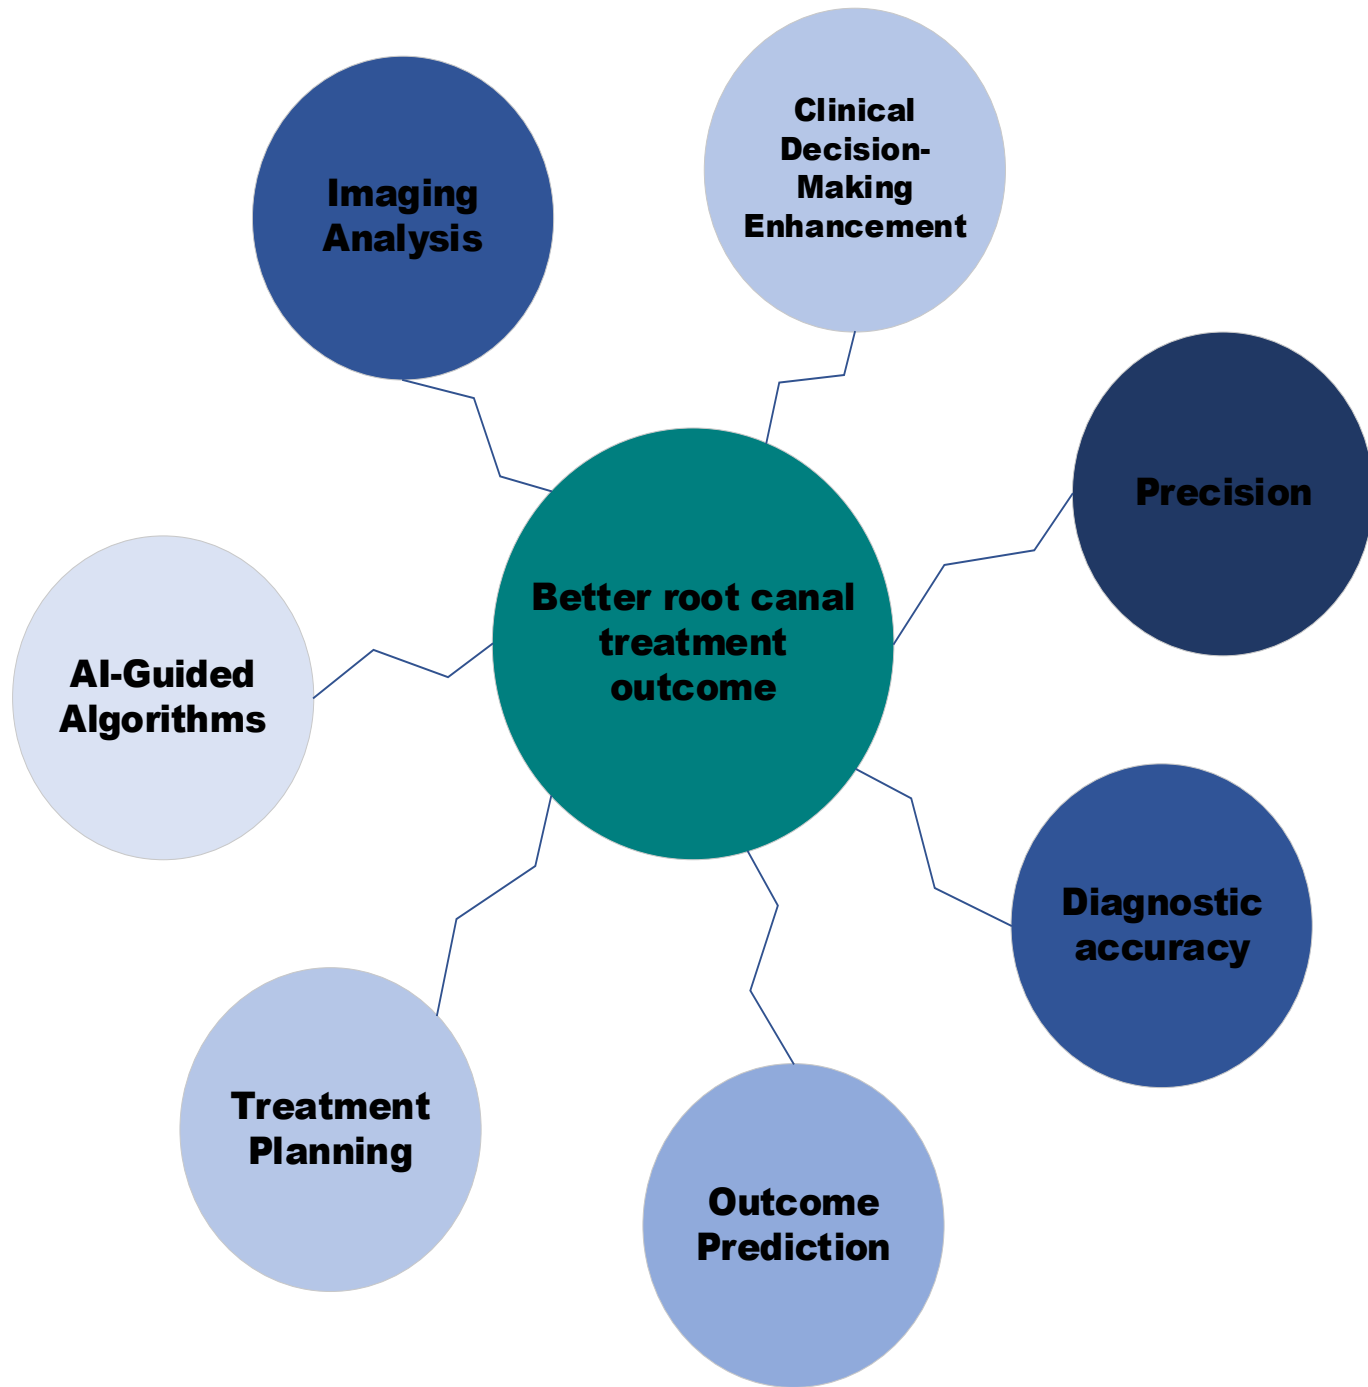 Clinical
Decision-
Making
Enhancement
Imaging
Analysis
Precision
Better root canal
treatment
outcome
AI-Guided
Algorithms
Diagnostic
accuracy
Treatment
Planning
Outcome
Prediction